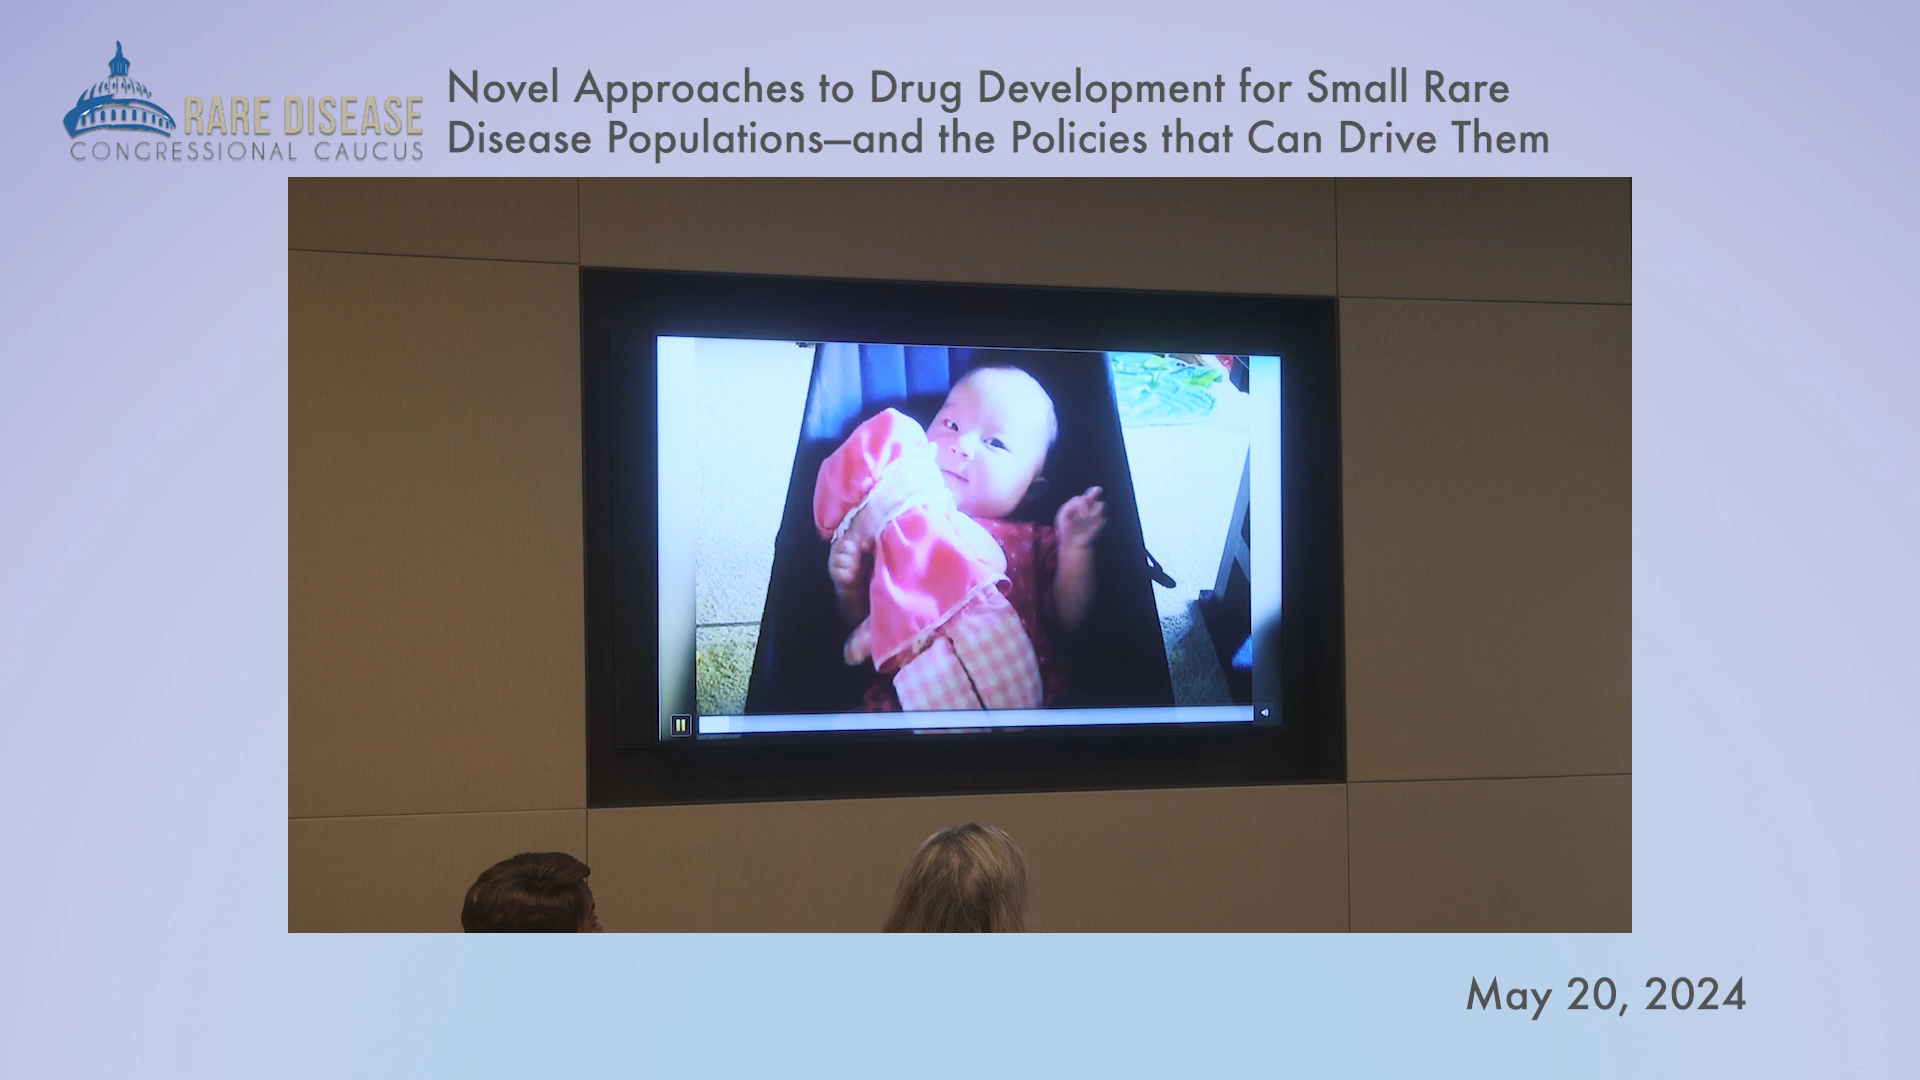 RARE DISEASE
CONGRESSIONAL CAUCUS
Novel Approaches to Drug Development for Small Rare
Disease Populations—and the Policies that Can Drive Them
May 20, 2024